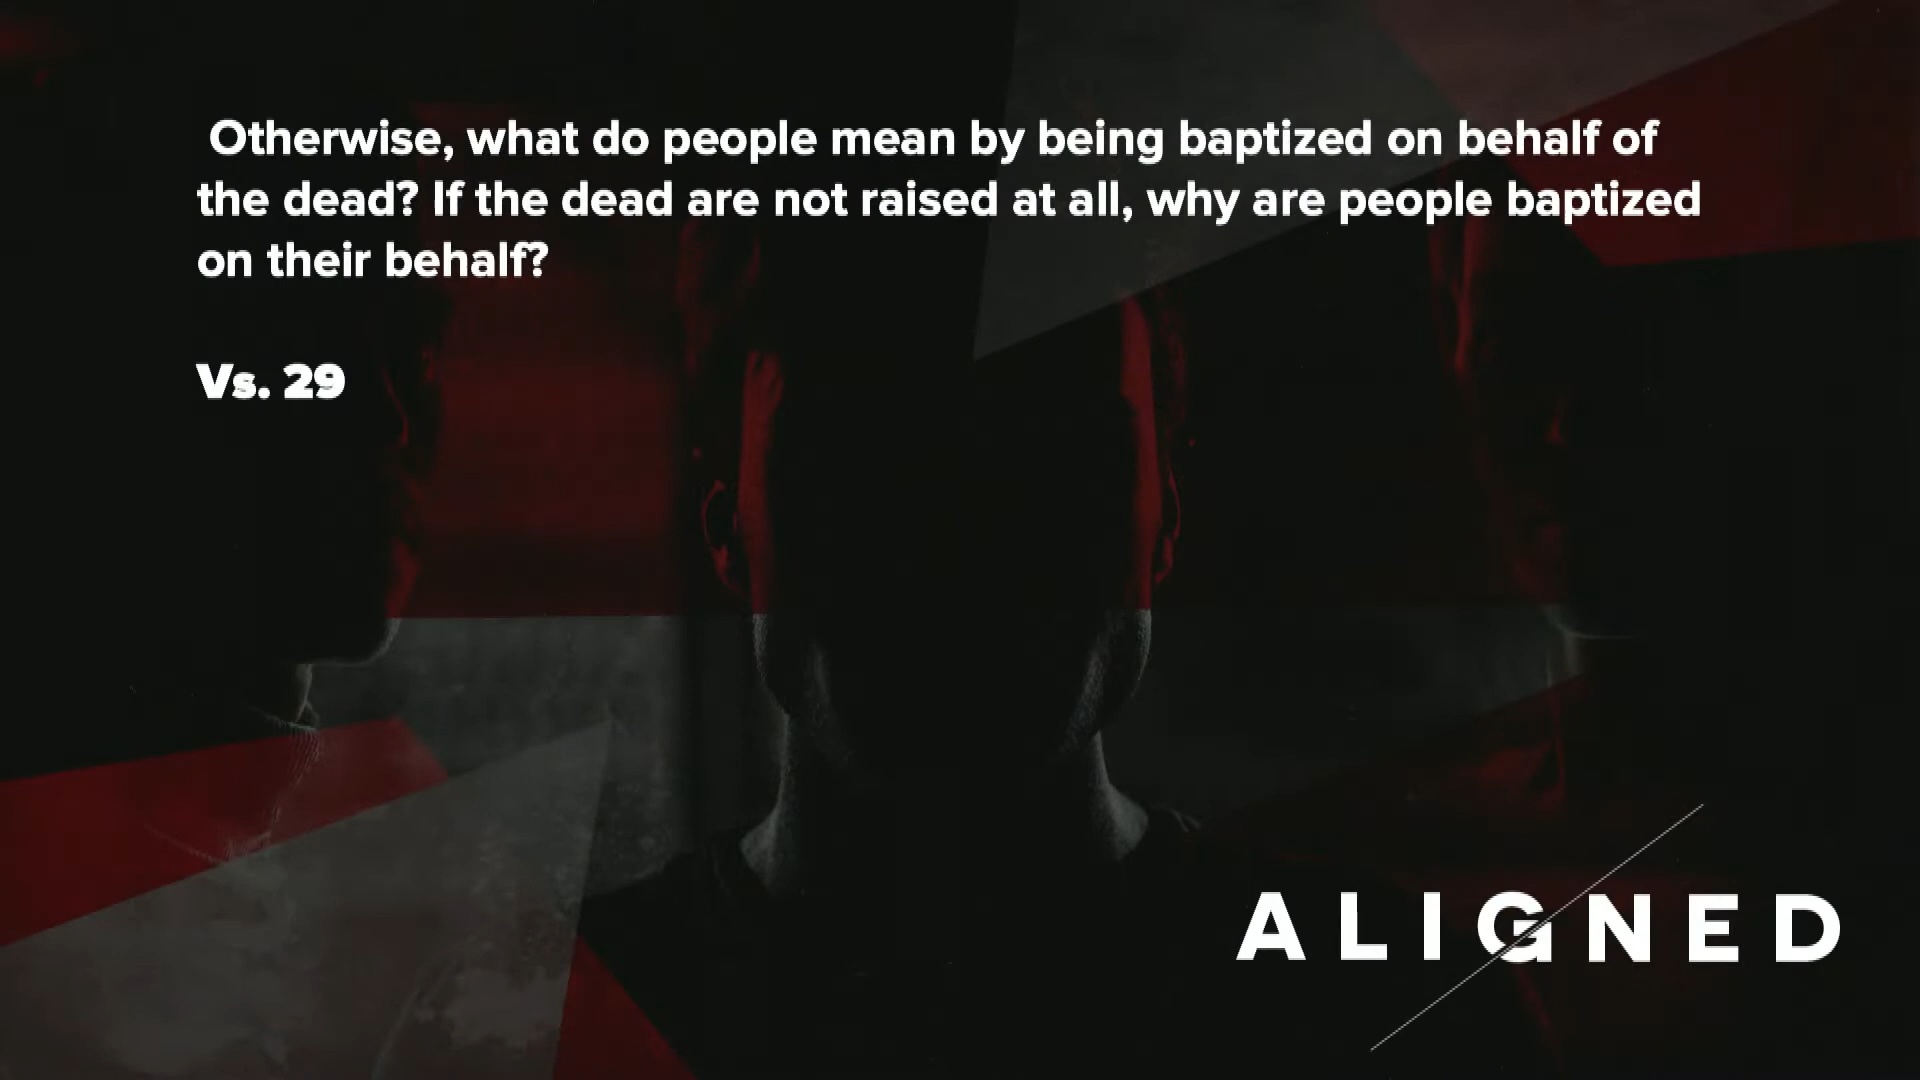 Otherwise, what do people mean by being baptized on behalf of
the dead? If the dead are not raised at all, why are people baptized
on their behalf?
Vs. 29
ALIGNED